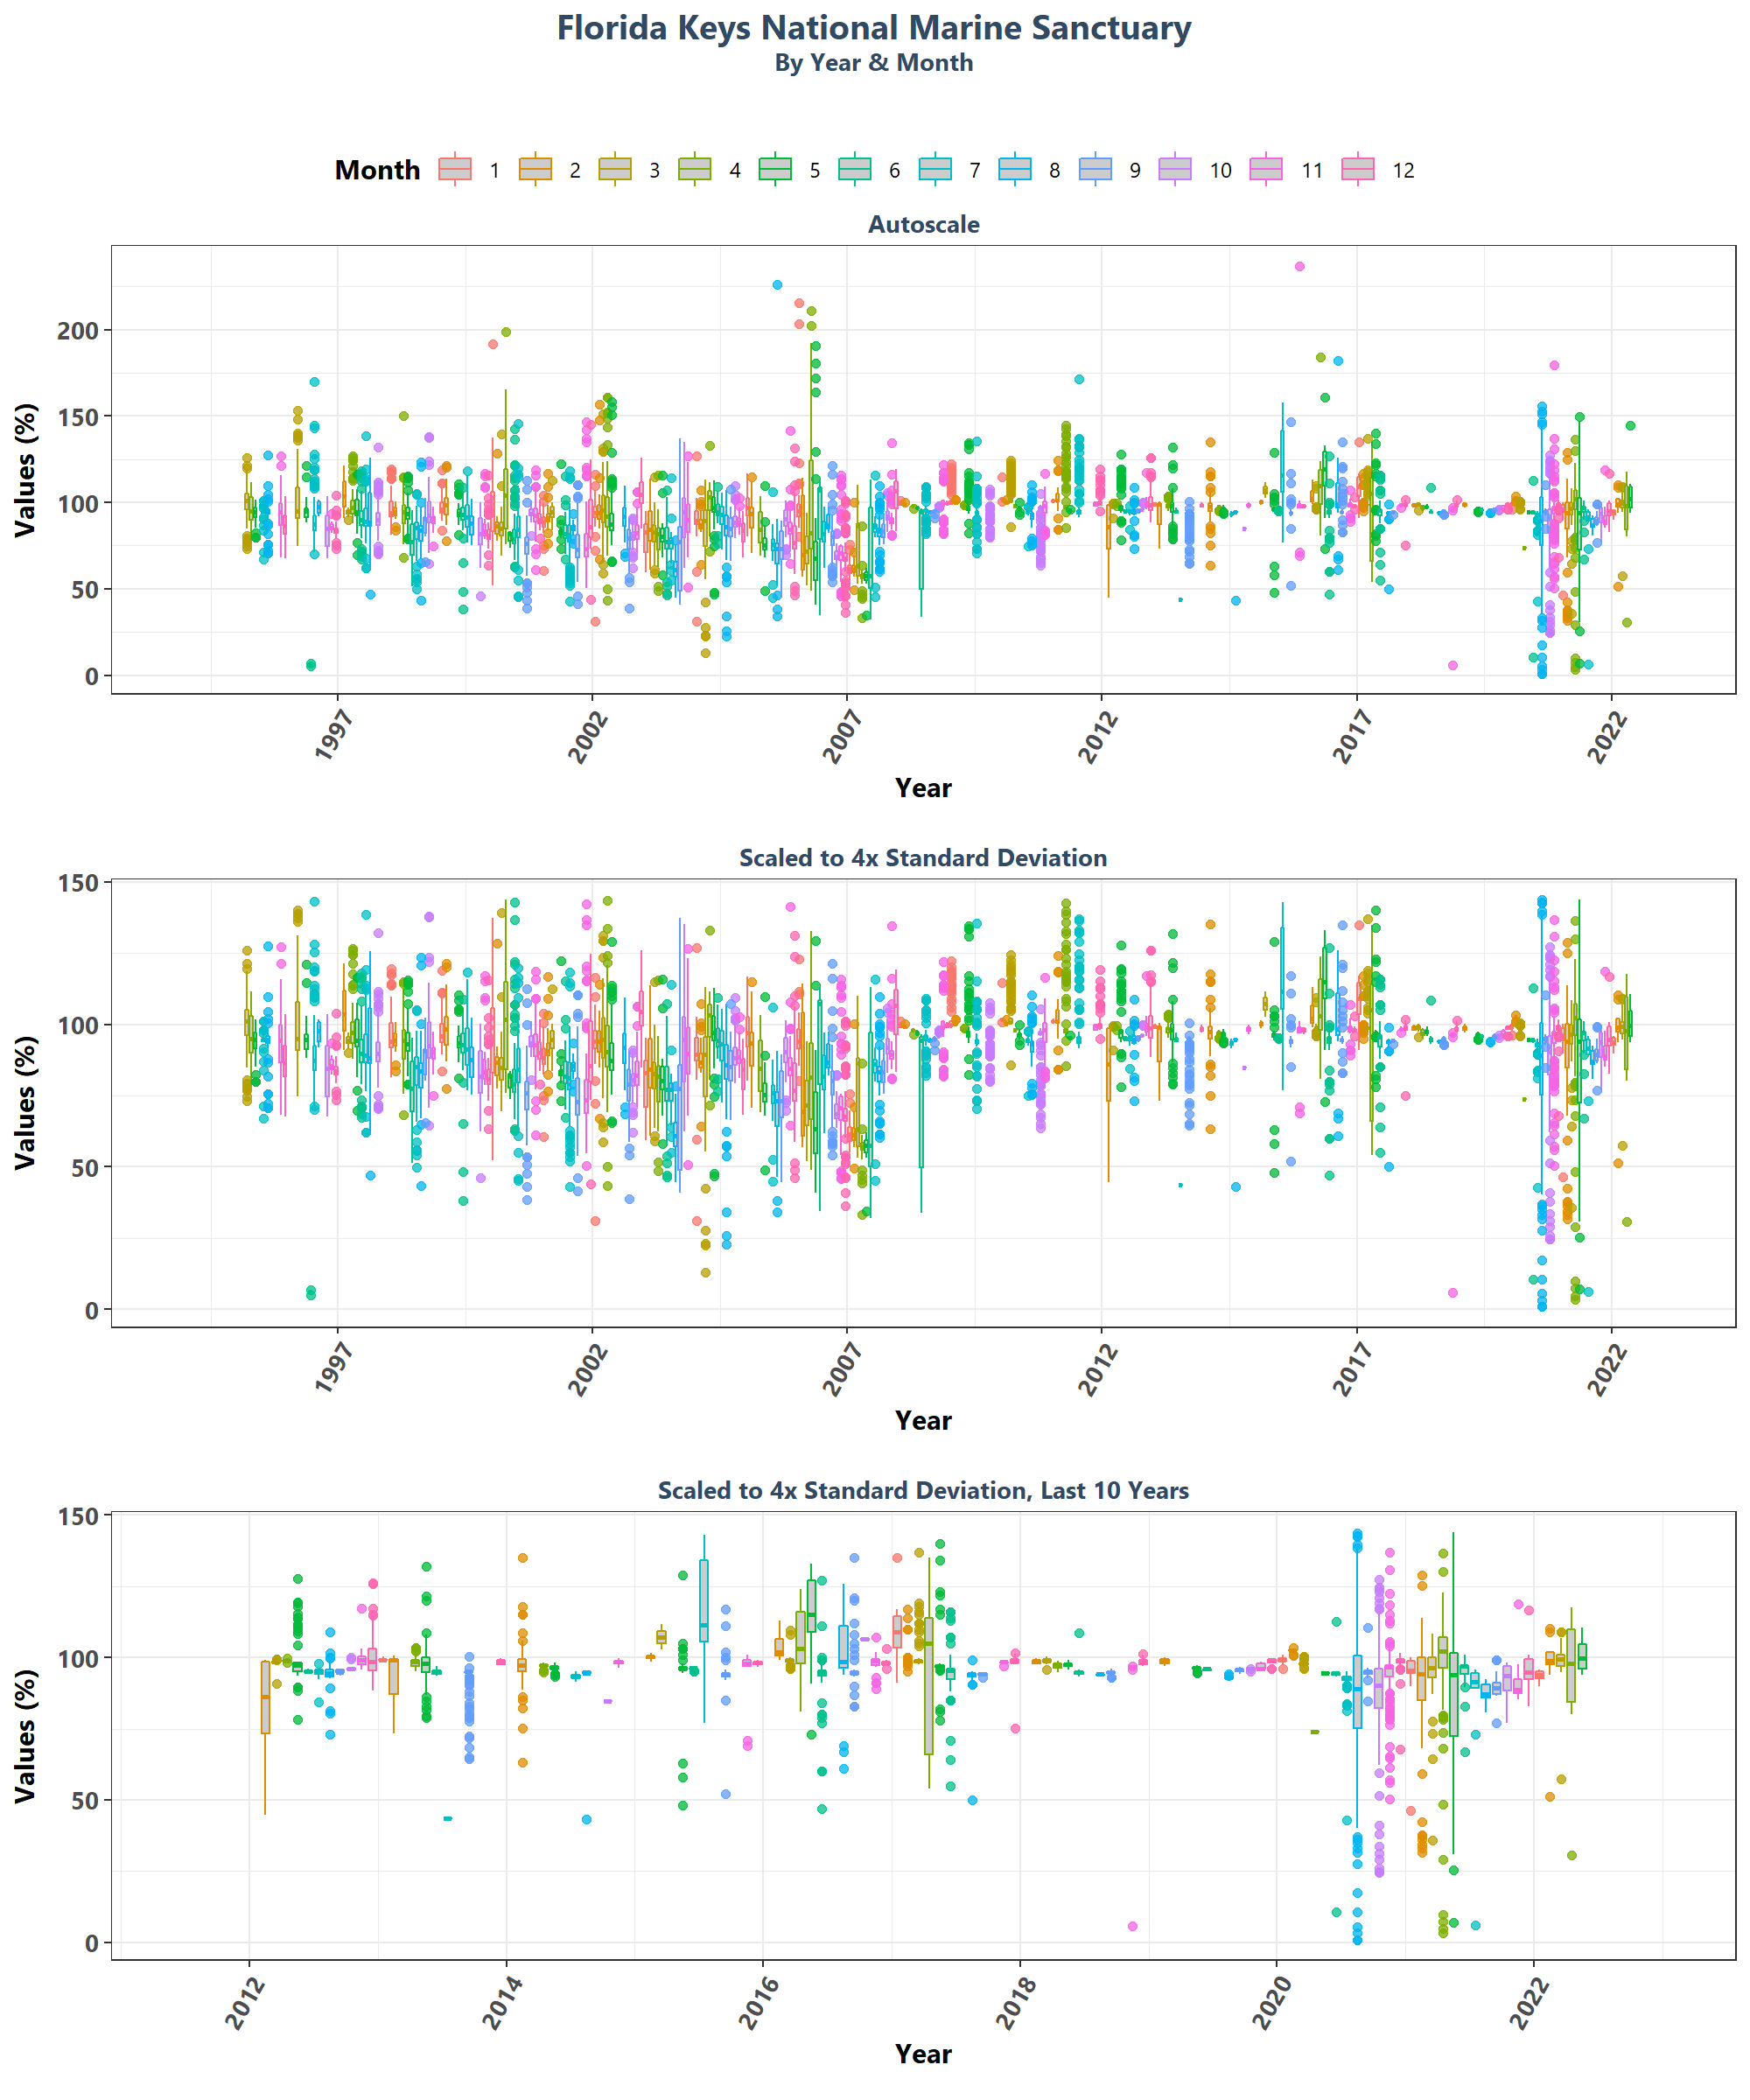 Florida Keys National Marine Sanctuary
By Year & Month
Month 1 2 3 4 5 6 7 8 9 10 11 12
Autoscale
Values (%)
200
150
100
50
0
1997 2002 2007 2012 2017 2022
Year
Scaled to 4x Standard Deviation
Values (%)
150
100
50
0
1997 2002 2007 2012 2017 2022
Year
Scaled to 4x Standard Deviation, Last 10 Years
Values (%)
150
100
50
0
2012 2014 2016 2018 2020 2022
Year